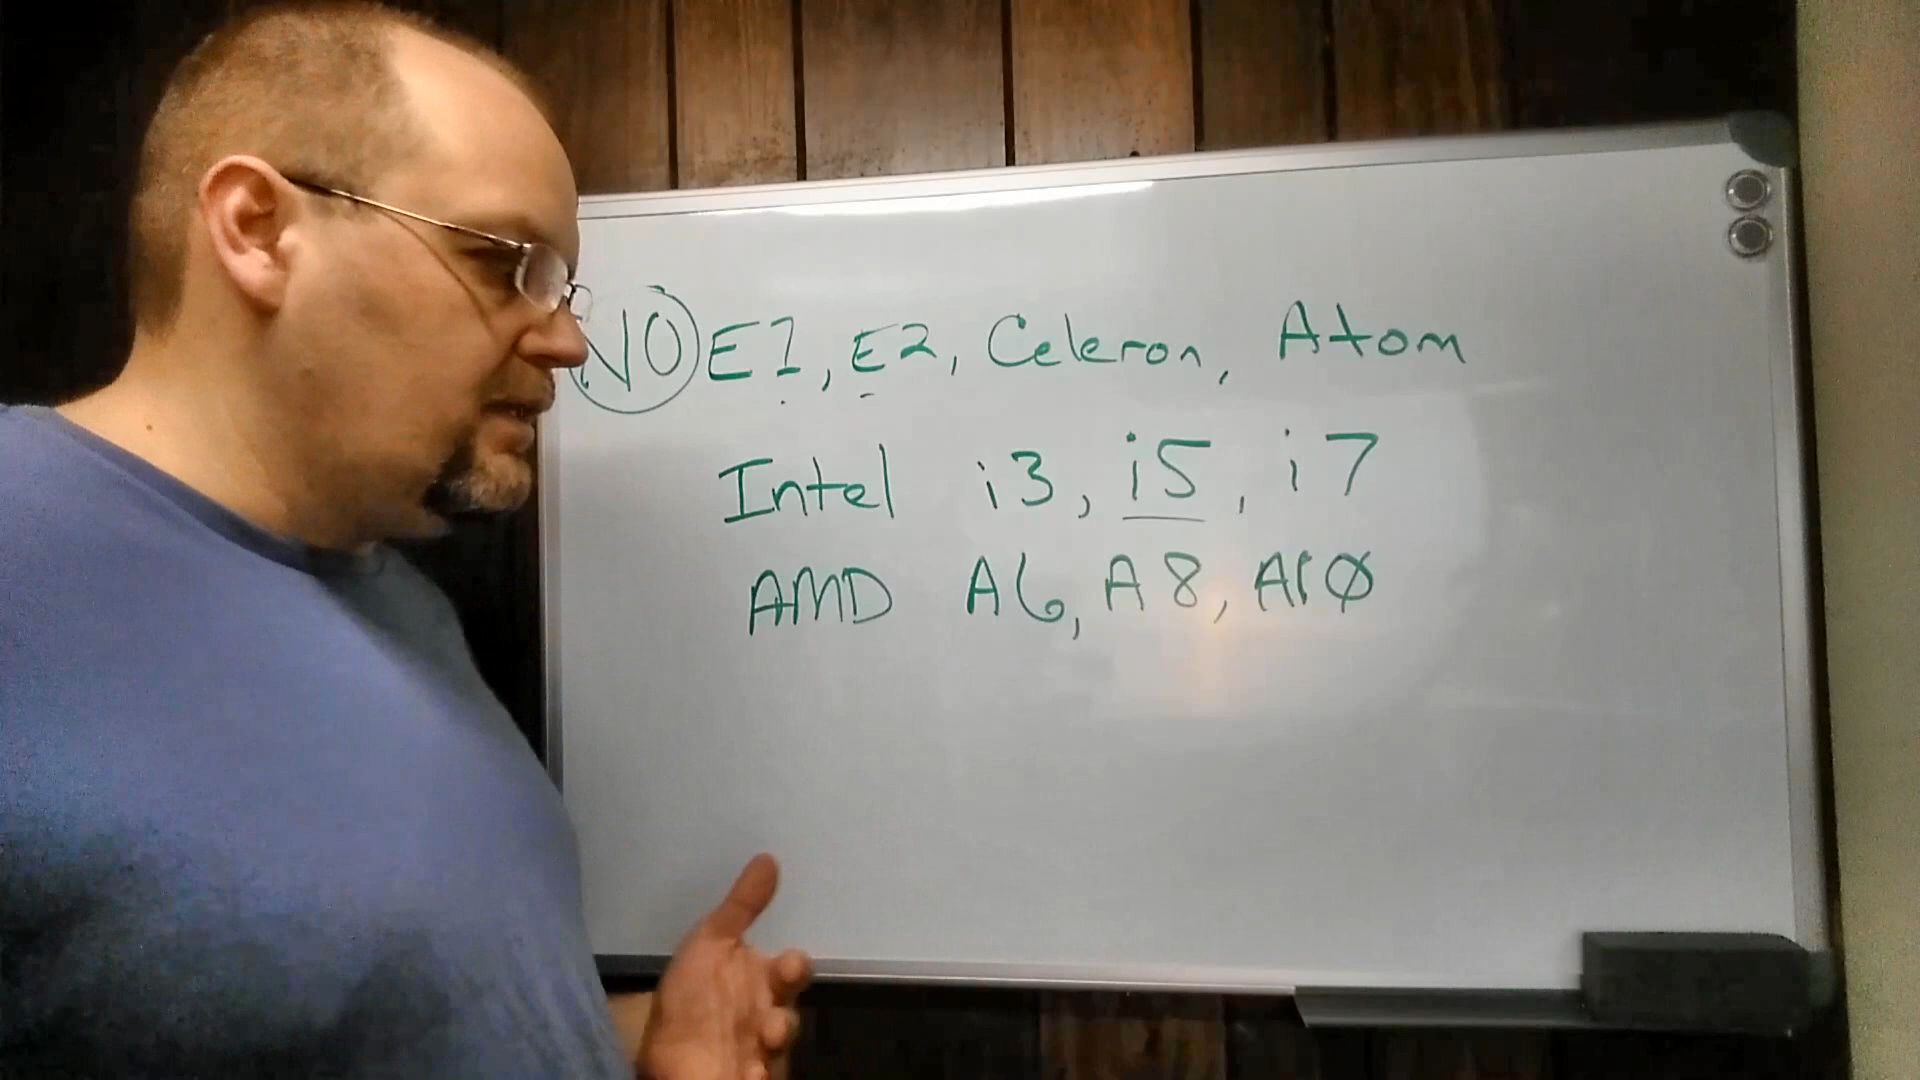 NO E1, E2, Celeron, Atom
Intel i3, i5, i7
AMD A6, A8, A10